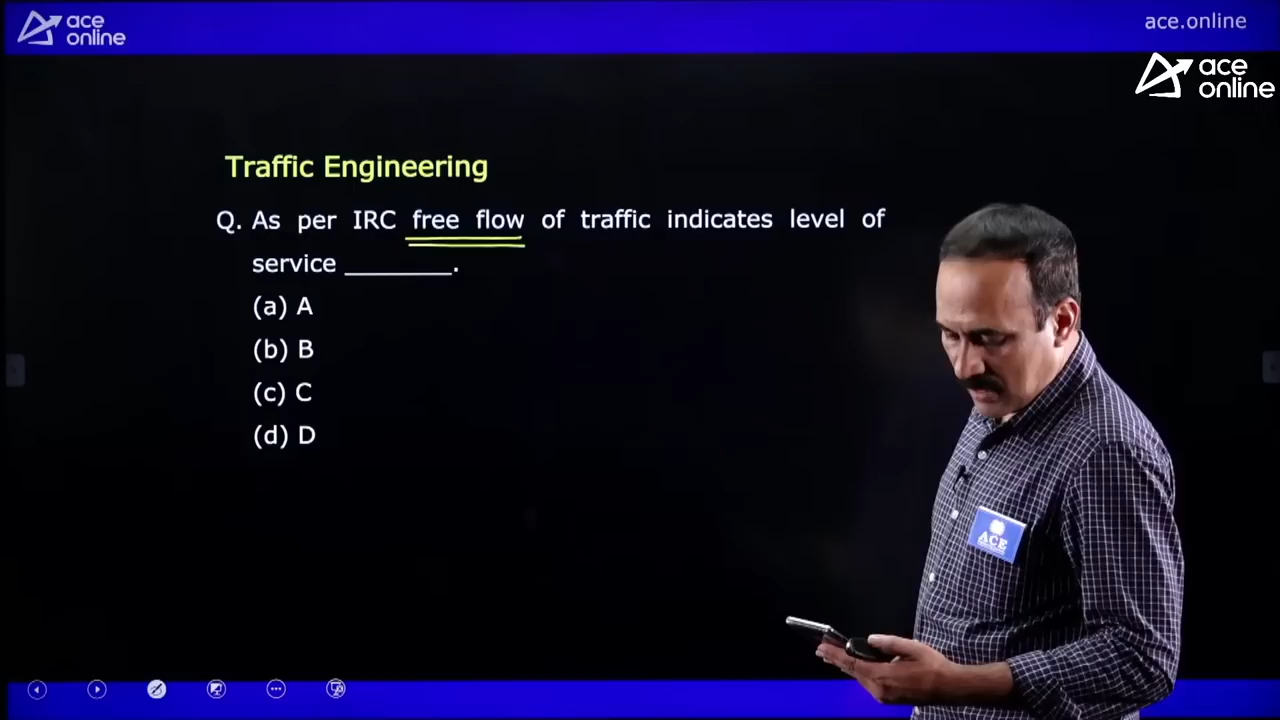 ace
online
ace.online
ace
online
Traffic Engineering
Q. As per IRC free flow of traffic indicates level of
service ________.
(a) A
(b) B
(c) C
(d) D
ACE